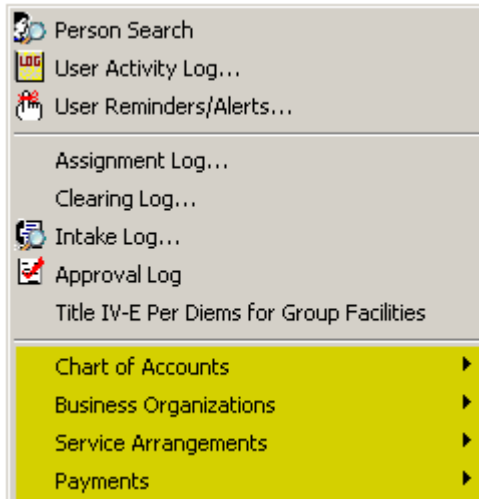 Person Search
LOG User Activity Log...
User Reminders/Alerts...
Assignment Log...
Clearing Log...
Intake Log...
Approval Log
Title IV-E Per Diems for Group Facilities
Chart of Accounts
Business Organizations
Service Arrangements
Payments